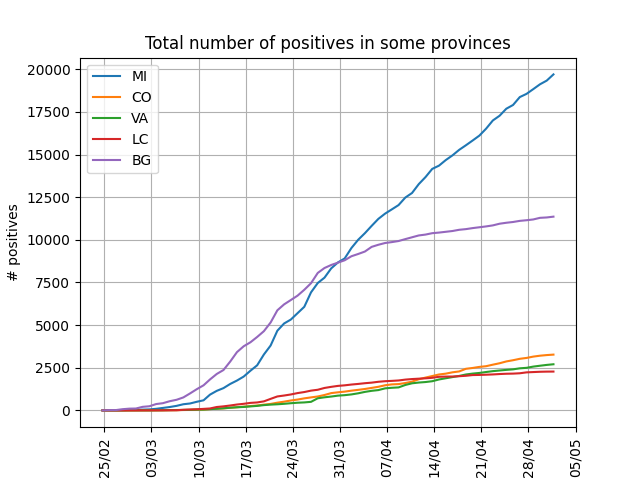 Total number of positives in some provinces
# positives
20000
17500
15000
12500
10000
7500
5000
2500
0
MI
CO
VA
LC
BG
25/02
03/03
10/03
17/03
24/03
31/03
07/04
14/04
21/04
28/04
05/05